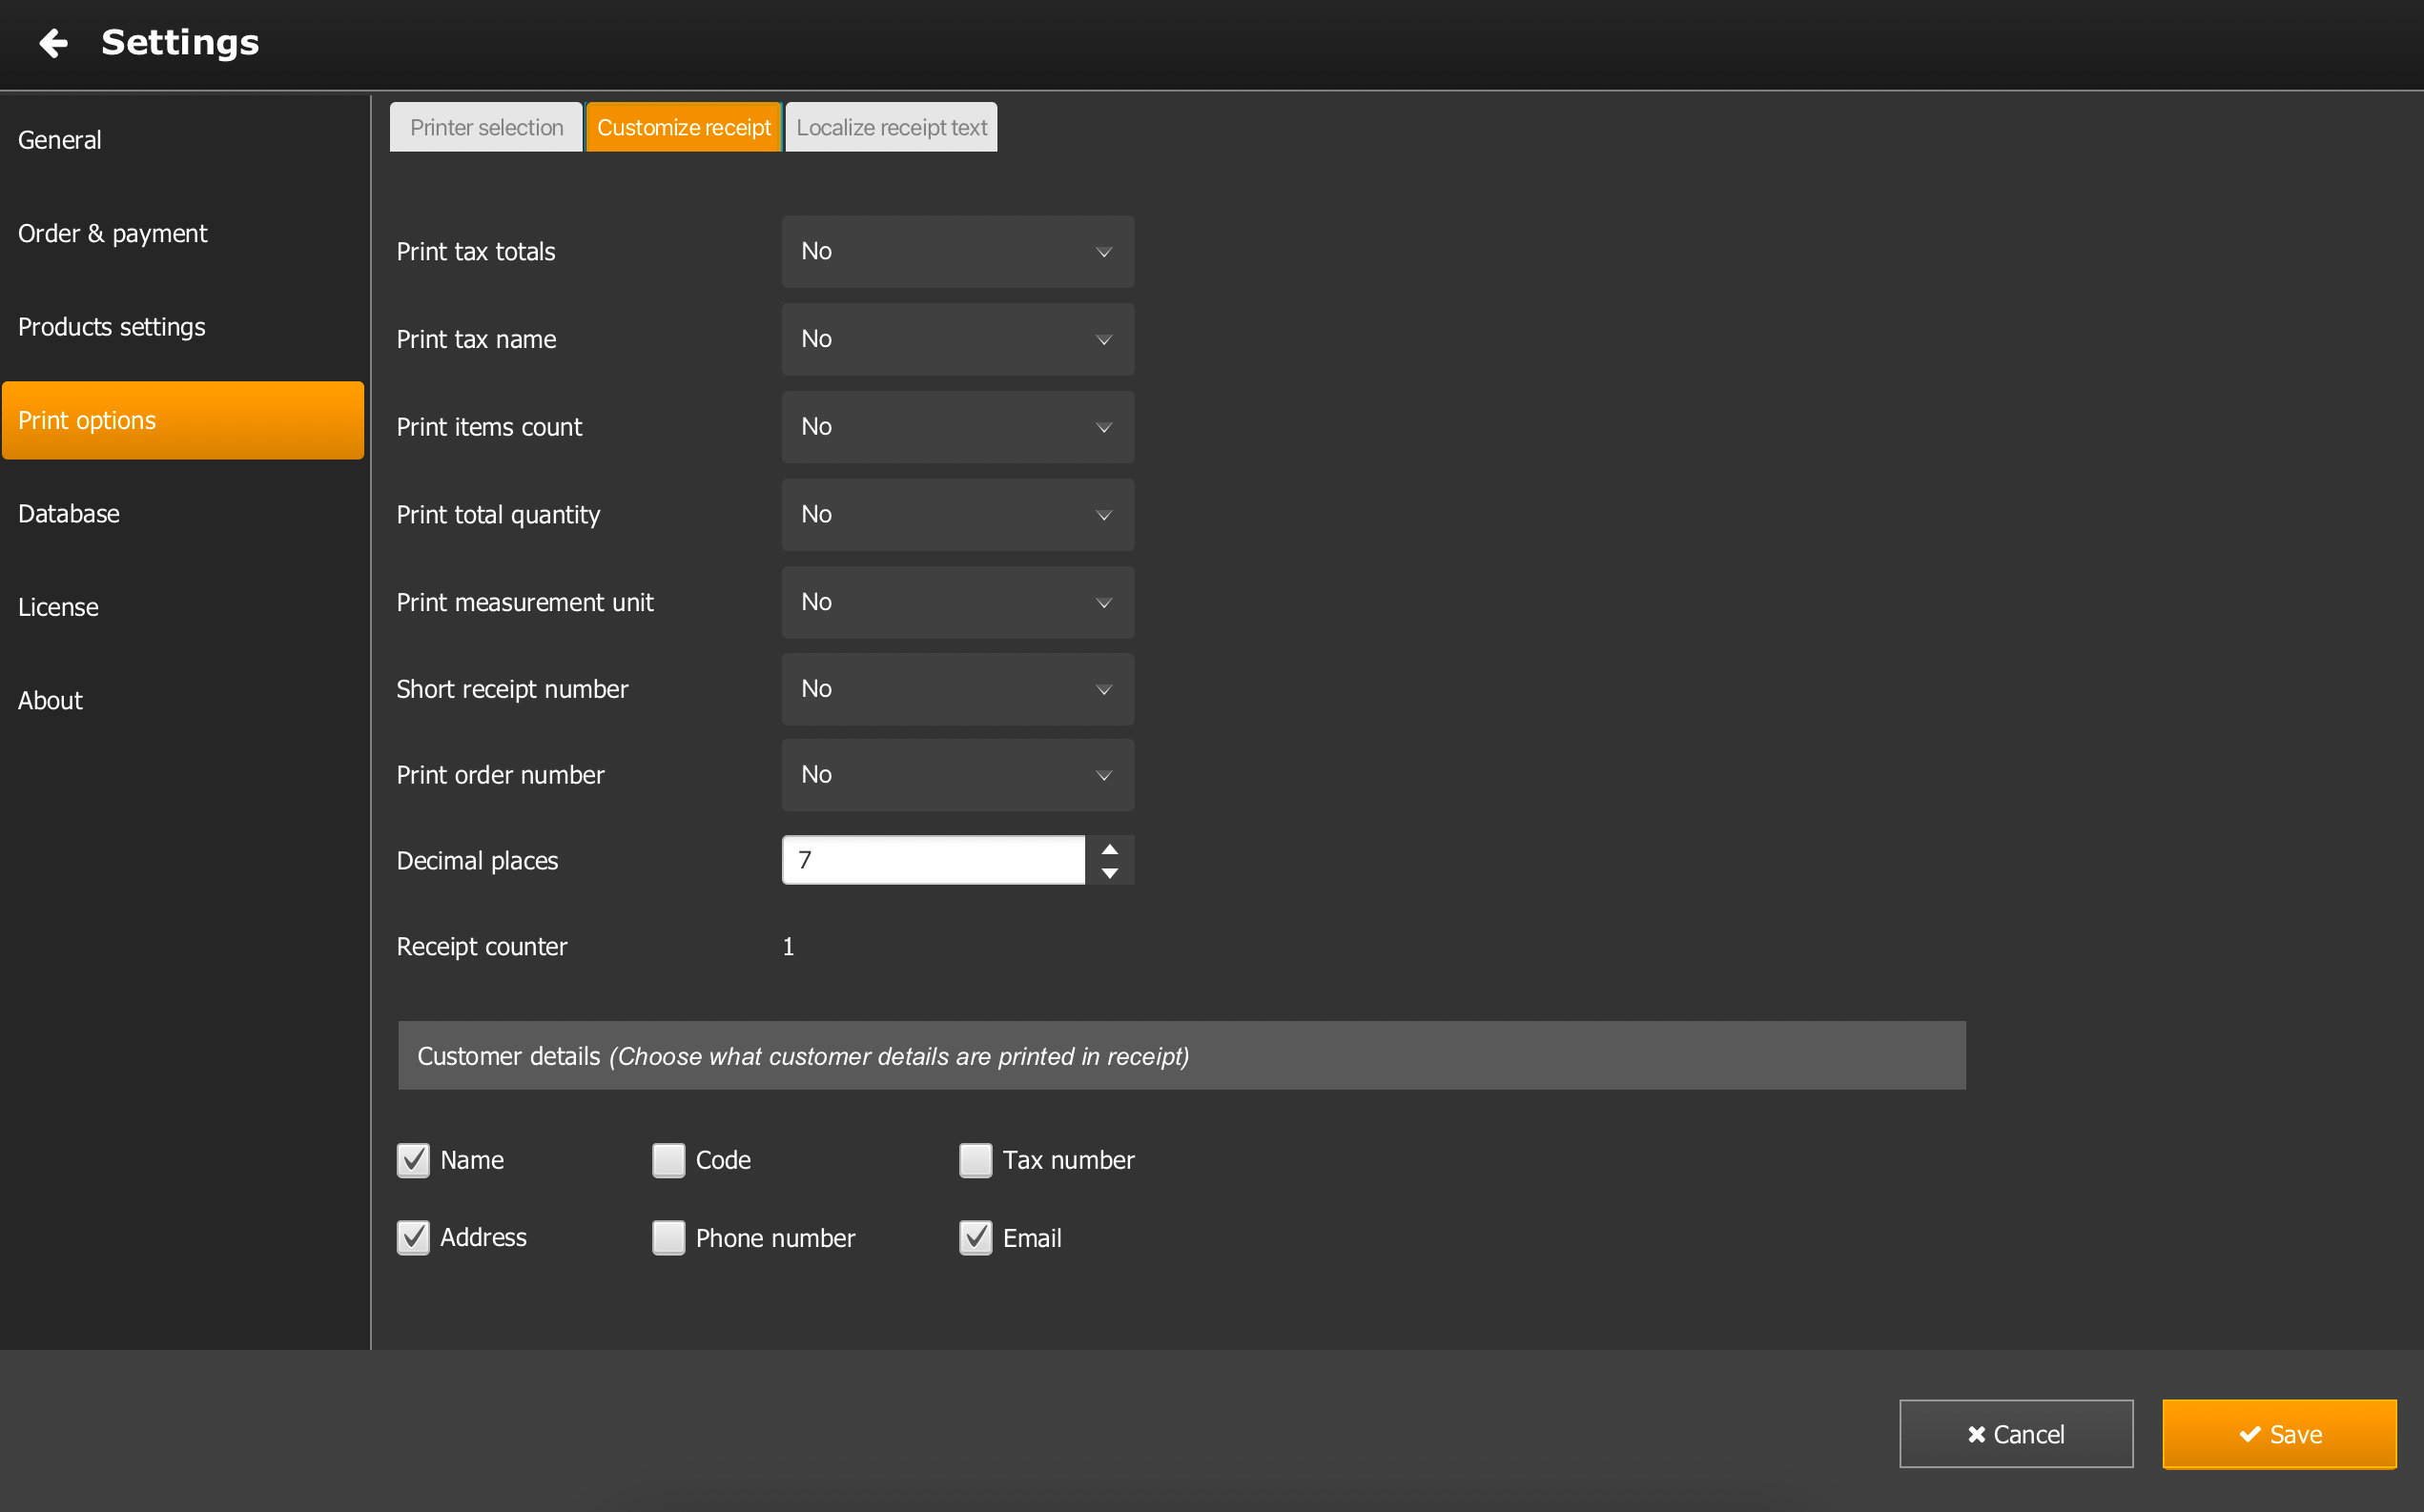 Settings
General
Order & payment
Products settings
Print options
Database
License
About
Printer selection
Customize receipt
Localize receipt text
Print tax totals No
Print tax name No
Print items count No
Print total quantity No
Print measurement unit No
Short receipt number No
Print order number No
Decimal places 7
Receipt counter 1
Customer details (Choose what customer details are printed in receipt)
Name Code Tax number
Address Phone number Email
Cancel Save